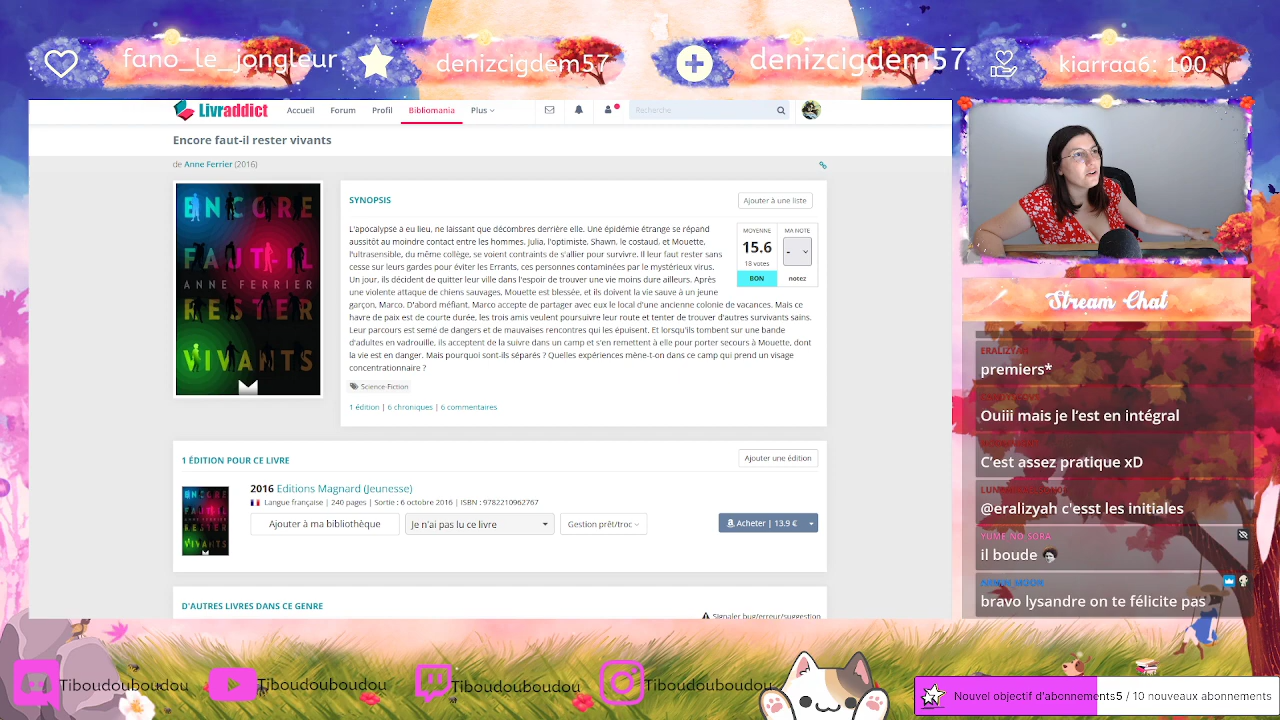 fano_le_jongleur
denizcigdem57
denizcigdem57
kiarraa6: 100
Livraddict
Accueil
Forum
Profil
Bibliomania
Plus
Recherche
Encore faut-il rester vivants
de Anne Ferrier (2016)
ENCORE
FAUT-IL
ANNE FERRIER
RESTER
VIVANTS
SYNOPSIS
Ajouter à une liste
L'apocalypse a eu lieu, ne laissant que décombres derrière elle. Une épidémie étrange se répand
aussitôt au moindre contact entre les hommes. Julia, l'optimiste, Shawn, le costaud, et Mouette,
l'ultrasensible, du même collège, se voient contraints de s'allier pour survivre. Il leur faut rester sans
cesse sur leurs gardes pour éviter les Errants, ces personnes contaminées par le mystérieux virus.
Un jour, ils décident de quitter leur ville dans l'espoir de trouver une vie moins dure ailleurs. Après
une violente attaque de chiens sauvages, Mouette est blessée, et ils doivent la vie sauve à un jeune
garçon, Marco. D'abord méfiant, Marco accepte de partager avec eux le local d'une ancienne colonie de vacances. Mais ce
havre de paix est de courte durée, les trois amis veulent poursuivre leur route et tenter de trouver d'autres survivants sains.
Leur parcours est semé de dangers et de mauvaises rencontres qui les épuisent. Et lorsqu'ils tombent sur une bande
d'adultes en vadrouille, ils acceptent de la suivre dans un camp et s'en remettent à elle pour porter secours à Mouette, dont
la vie est en danger. Mais pourquoi sont-ils séparés ? Quelles expériences mène-t-on dans ce camp qui prend un visage
concentrationnaire ?
MOYENNE
15.6
18 votes
BON
MA NOTE
-
notez
Science-Fiction
1 édition | 6 chroniques | 6 commentaires
1 ÉDITION POUR CE LIVRE
Ajouter une édition
ENCORE
FAUT-IL
ANNE FERRIER
RESTER
VIVANTS
2016 Editions Magnard (Jeunesse)
Langue française | 240 pages | Sortie : 6 octobre 2016 | ISBN : 9782210962767
Ajouter à ma bibliothèque
Je n'ai pas lu ce livre
Gestion prêt/troc
Acheter | 13.9 €
D'AUTRES LIVRES DANS CE GENRE
Signaler bug/erreur/suggestion
Stream Chat
ERALIZYAN
premiers*
Ouiii mais je l'est en intégral
C'est assez pratique xD
@eralizyan c'esst les initiales
YUME NO SORA
il boude
bravo lysandre on te félicite pas
Tiboudouboudou
Tiboudouboudou
Tiboudouboudou
Tiboudouboudou
Nouvel objectif d'abonnements
5 / 10 nouveaux abonnements